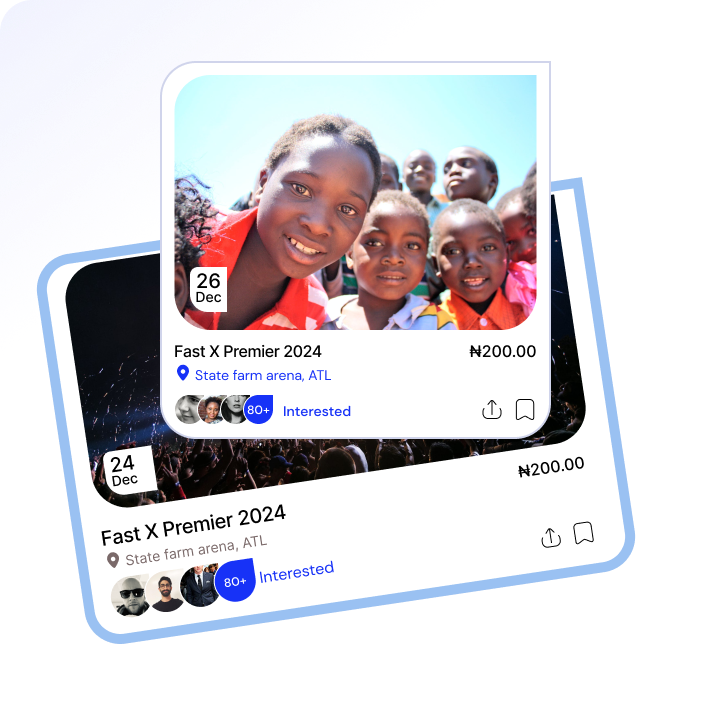 26
Dec
Fast X Premier 2024
₦200.00
State farm arena, ATL
80+
Interested
24
Dec
₦200.00
Fast X Premier 2024
State farm arena, ATL
80+
Interested